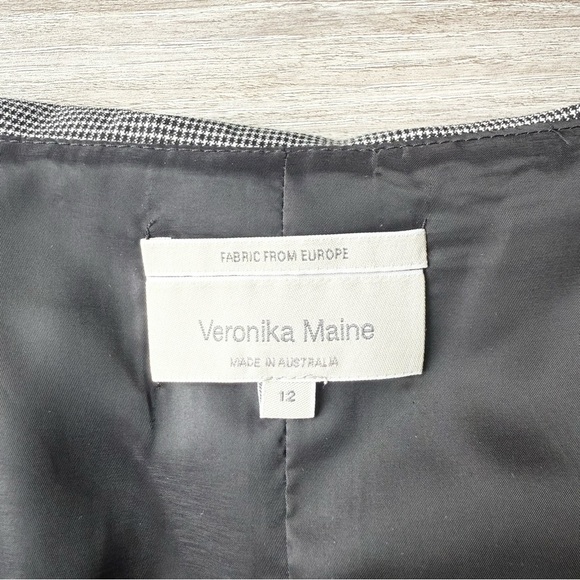 FABRIC FROM EUROPE
Veronika Maine
MADE IN AUSTRALIA
12